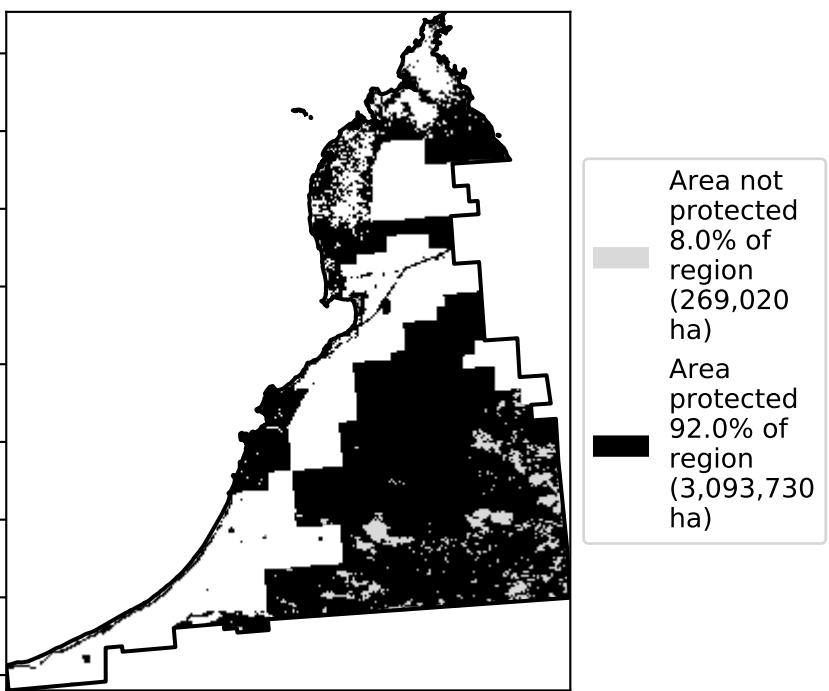 Area not
protected
8.0% of
region
(269,020
ha)
Area
protected
92.0% of
region
(3,093,730
ha)